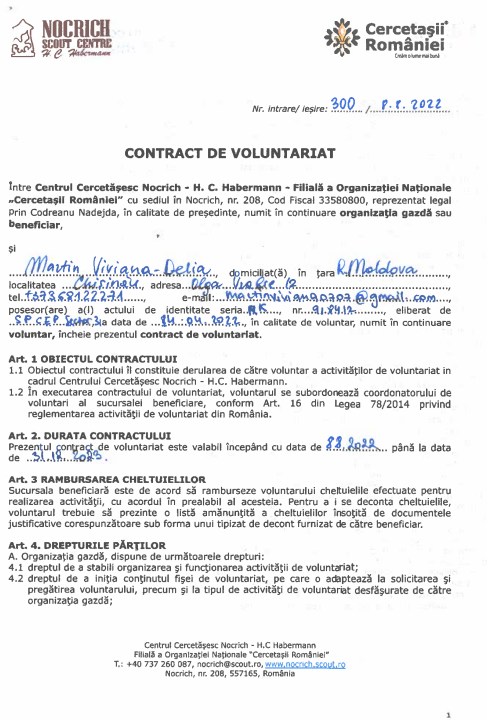 NOCRICH
SCOUT CENTRE
H. C. Habermann
Cercetașii
României
Creăm o lume mai bună
Nr. intrare/ ieșire: 300 / 8.8.2022
CONTRACT DE VOLUNTARIAT
Între Centrul Cercetășesc Nocrich - H. C. Habermann - Filială a Organizației Naționale
„Cercetașii României” cu sediul în Nocrich, nr. 208, Cod Fiscal 33580800, reprezentat legal
Prin Codreanu Nadejda, în calitate de președinte, numit în continuare organizația gazdă sau
beneficiar,
și
Martin Viviana-Delia, domiciliat(ă) în țara R. Moldova,
localitatea Chisinau, adresa Olga Vrabie 12
tel. +37369122271, e-mail: martinviviana0707@gmail.com,
posesor(are) a(l) actului de identitate seria, nr., eliberat de
la data de 14.04.2022, în calitate de voluntar, numit în continuare
voluntar, încheie prezentul contract de voluntariat.
Art. 1 OBIECTUL CONTRACTULUI
1.1 Obiectul contractului îl constituie derularea de către voluntar a activităților de voluntariat in
cadrul Centrului Cercetășesc Nocrich - H.C. Habermann.
1.2 În executarea contractului de voluntariat, voluntarul se subordonează coordonatorului de
voluntari al sucursalei beneficiare, conform Art. 16 din Legea 78/2014 privind
reglementarea activității de voluntariat din România.
Art. 2. DURATA CONTRACTULUI
Prezentul contract de voluntariat este valabil începând cu data de 8.8.2022 până la data
de 31.12.2023.
Art. 3 RAMBURSAREA CHELTUIELILOR
Sucursala beneficiară este de acord să ramburseze voluntarului cheltuielile efectuate pentru
realizarea activității, cu acordul în prealabil al acesteia. Pentru a i se deconta cheltuielile,
voluntarul trebuie să prezinte o listă amănunțită a cheltuielilor însoțită de documentele
justificative corespunzătoare sub forma unui tipizat de decont furnizat de către beneficiar.
Art. 4. DREPTURILE PĂRȚILOR
A. Organizația gazdă, dispune de următoarele drepturi:
4.1 dreptul de a stabili organizarea și funcționarea activității de voluntariat;
4.2 dreptul de a iniția conținutul fișei de voluntariat, pe care o adaptează la solicitarea și
pregătirea voluntarului, precum și la tipul de activități de voluntariat desfășurate de către
organizația gazdă;
Centrul Cercetășesc Nocrich - H.C Habermann
Filială a Organizației Naționale "Cercetașii României"
T.: +40 737 260 087, nocrich@scout.ro, www.nocrich.scout.ro
Nocrich, nr. 208, 557165, România
1